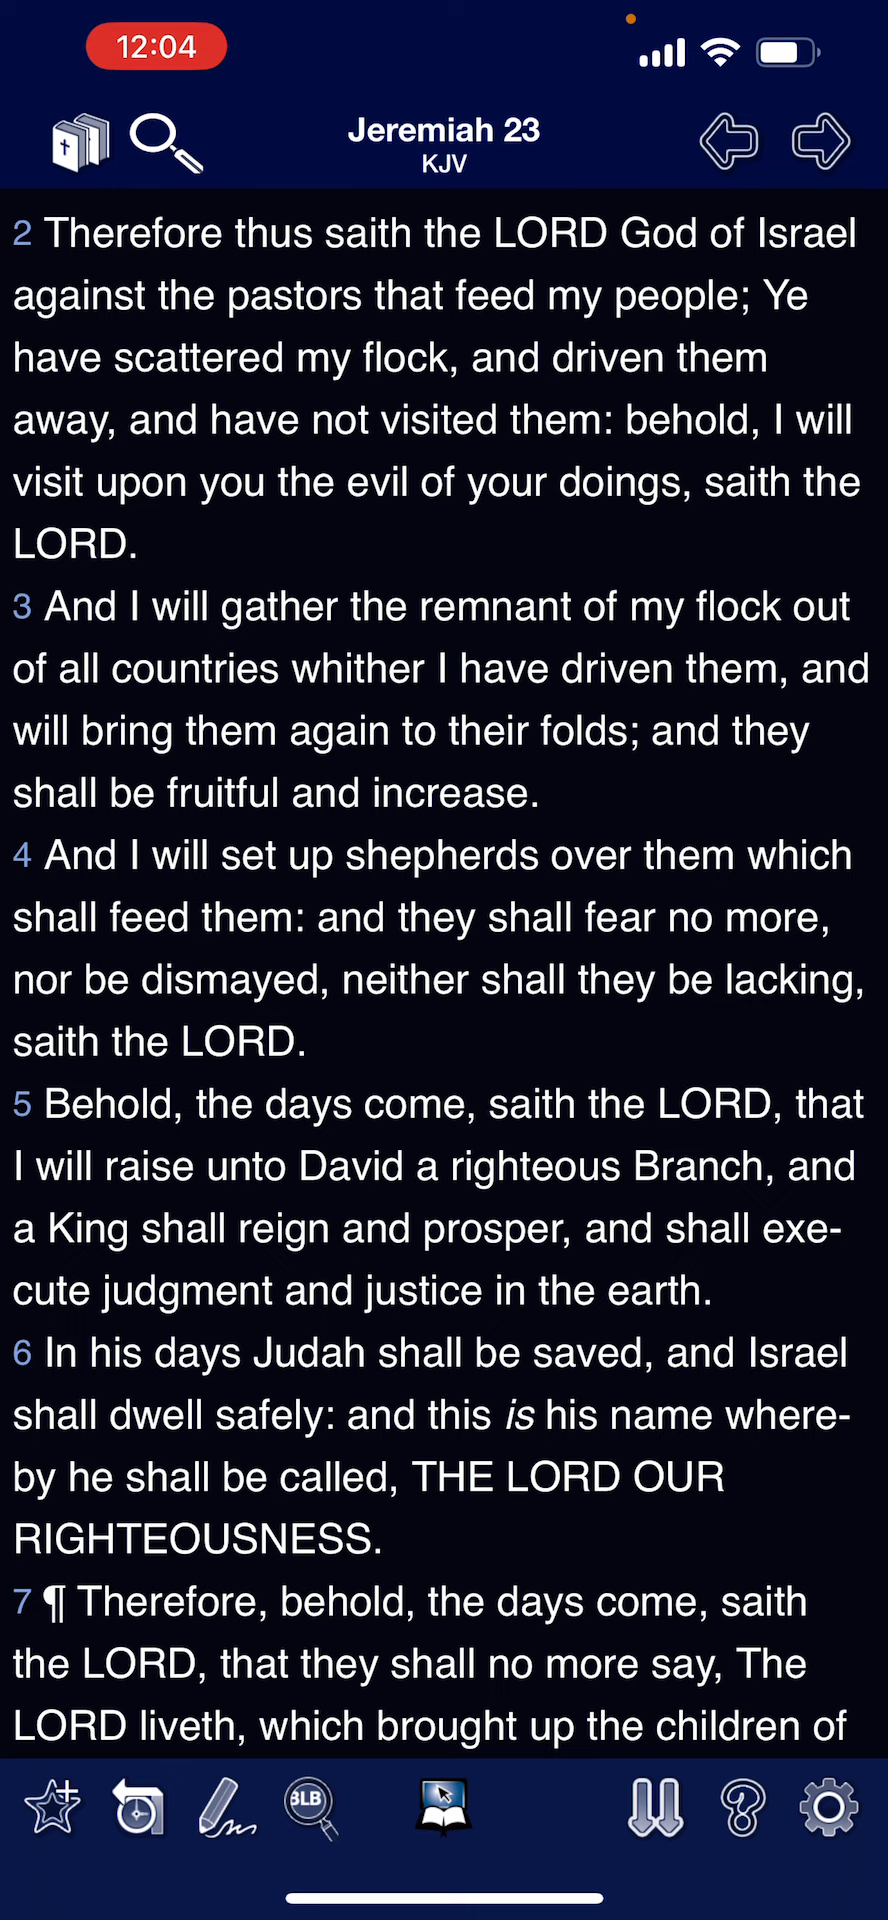 12:04
Jeremiah 23
KJV
2 Therefore thus saith the LORD God of Israel
against the pastors that feed my people; Ye
have scattered my flock, and driven them
away, and have not visited them: behold, I will
visit upon you the evil of your doings, saith the
LORD.
3 And I will gather the remnant of my flock out
of all countries whither I have driven them, and
will bring them again to their folds; and they
shall be fruitful and increase.
4 And I will set up shepherds over them which
shall feed them: and they shall fear no more,
nor be dismayed, neither shall they be lacking,
saith the LORD.
5 Behold, the days come, saith the LORD, that
I will raise unto David a righteous Branch, and
a King shall reign and prosper, and shall exe-
cute judgment and justice in the earth.
6 In his days Judah shall be saved, and Israel
shall dwell safely: and this is his name where-
by he shall be called, THE LORD OUR
RIGHTEOUSNESS.
7 ¶ Therefore, behold, the days come, saith
the LORD, that they shall no more say, The
LORD liveth, which brought up the children of
BLB